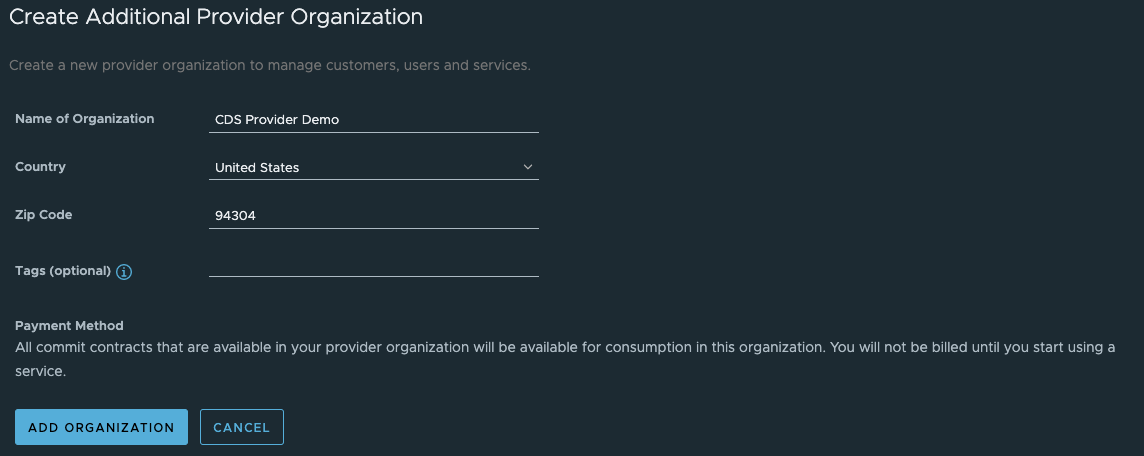 Create Additional Provider Organization
Create a new provider organization to manage customers, users and services.
Name of Organization CDS Provider Demo
Country United States
Zip Code 94304
Tags (optional)
Payment Method
All commit contracts that are available in your provider organization will be available for consumption in this organization. You will not be billed until you start using a
service.
ADD ORGANIZATION CANCEL